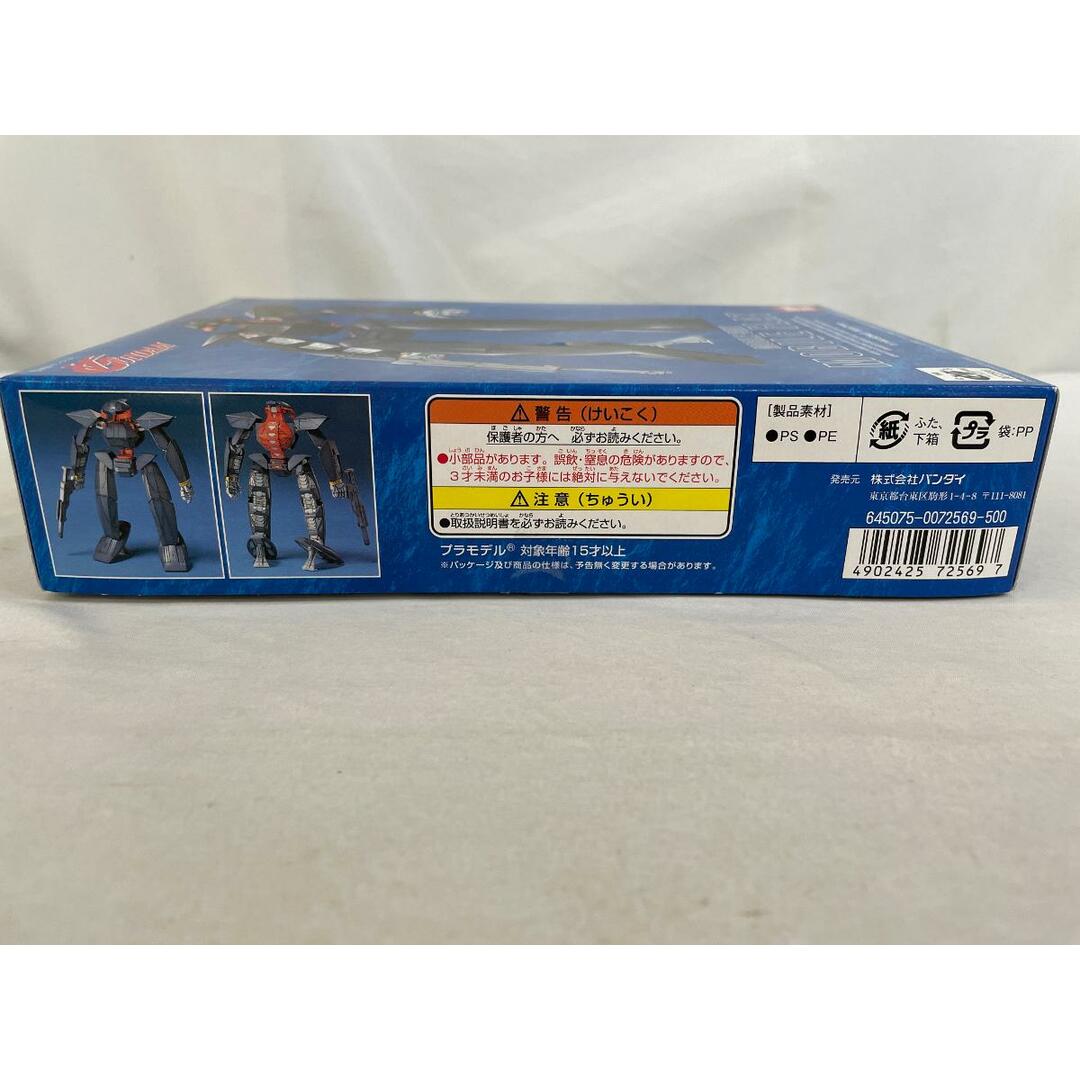 GUNDAM
⚠警告(けいこく)
保護者の方へ 必ずお読みください。
●小部品があります。誤飲・窒息の危険がありますので、
3才未満のお子様には絶対に与えないでください。
⚠注意(ちゅうい)
●取扱説明書を必ずお読みください。
プラモデル® 対象年齢15才以上
※パッケージ及び商品の仕様は、予告無く変更する場合があります。
[製品素材]
●PS ●PE
紙 ふた、
下箱
プラ 袋:PP
発売元 株式会社バンダイ
東京都台東区駒形1-4-8 〒111-8081
645075-0072569-500
4902425 725697